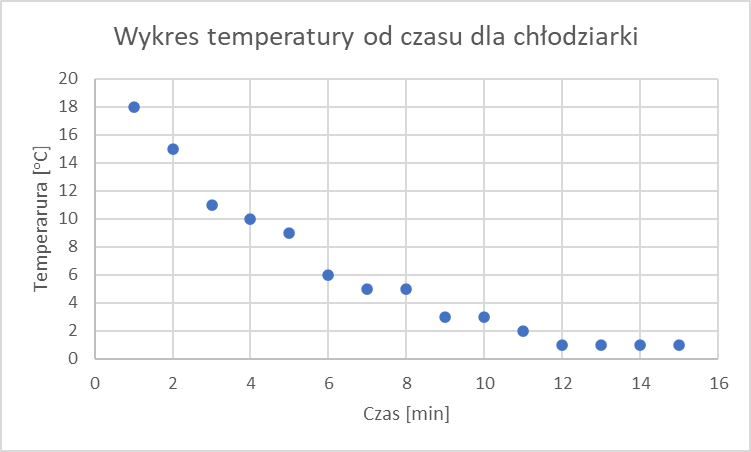 Wykres temperatury od czasu dla chłodziarki
20
18
16
14
12
10
8
6
4
2
0
Temperarura [°C]
0 2 4 6 8 10 12 14 16
Czas [min]